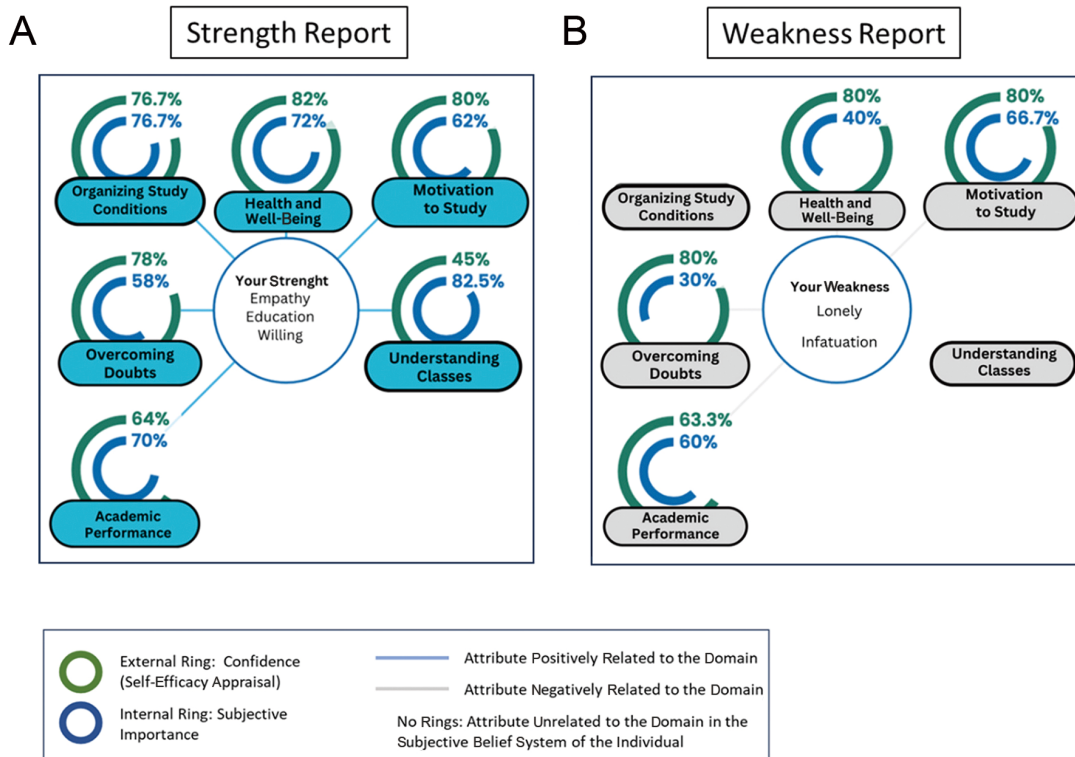 A
Strength Report
76.7%
76.7%
Organizing Study
Conditions
82%
72%
Health and
Well-Being
80%
62%
Motivation
to Study
78%
58%
Overcoming
Doubts
Your Strenght
Empathy
Education
Willing
45%
82.5%
Understanding
Classes
64%
70%
Academic
Performance
B
Weakness Report
Organizing Study
Conditions
80%
40%
Health and
Well-Being
80%
66.7%
Motivation
to Study
80%
30%
Overcoming
Doubts
Your Weakness
Lonely
Infatuation
Understanding
Classes
63.3%
60%
Academic
Performance
External Ring: Confidence
(Self-Efficacy Appraisal)
Internal Ring: Subjective
Importance
Attribute Positively Related to the Domain
Attribute Negatively Related to the Domain
No Rings: Attribute Unrelated to the Domain in the
Subjective Belief System of the Individual